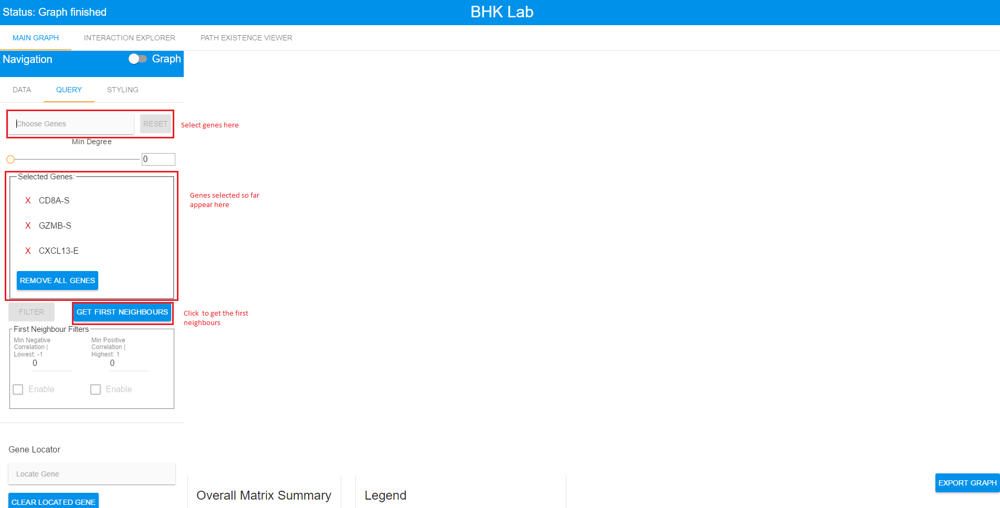 Status: Graph finished
BHK Lab
MAIN GRAPH
INTERACTION EXPLORER
PATH EXISTENCE VIEWER
Navigation
Graph
DATA
QUERY
STYLING
Choose Genes
RESET
Select genes here
Min Degree
0
Selected Genes:
X CD8A-S
X GZMB-S
X CXCL13-E
Genes selected so far
appear here
REMOVE ALL GENES
FILTER
GET FIRST NEIGHBOURS
Click to get the first
neighbours
First Neighbour Filters
Min Negative
Correlation |
Lowest: -1
0
Enable
Min Positive
Correlation |
Highest: 1
0
Enable
Gene Locator
Locate Gene
CLEAR LOCATED GENE
Overall Matrix Summary
Legend
EXPORT GRAPH